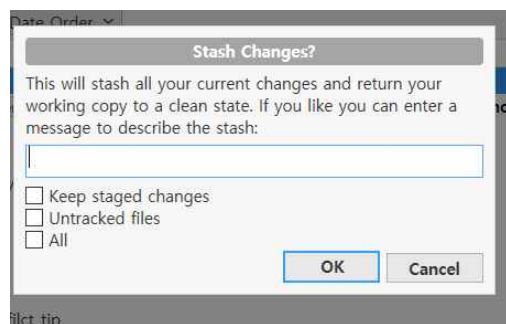 Date Order
Stash Changes?
This will stash all your current changes and return your
working copy to a clean state. If you like you can enter a
message to describe the stash:
Keep staged changes
Untracked files
All
OK
Cancel
tip